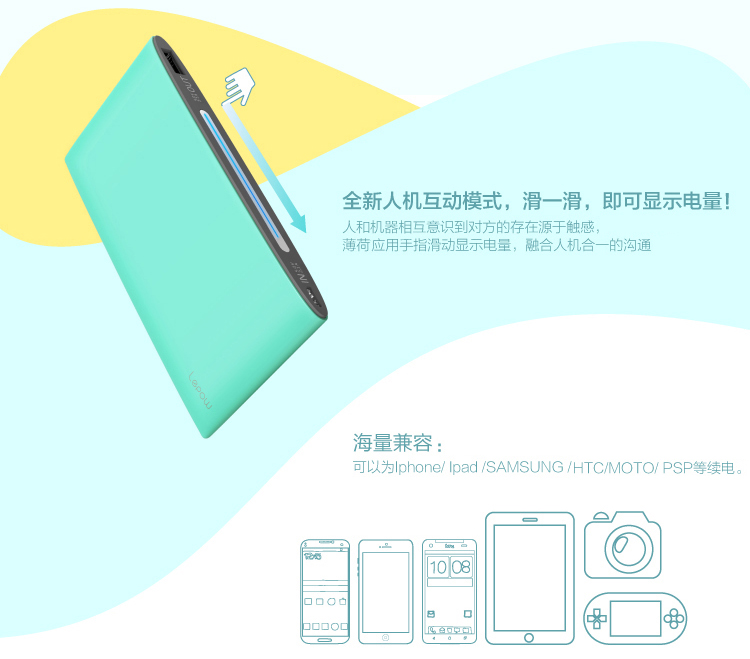 全新人机互动模式，滑一滑，即可显示电量！
人和机器相互意识到对方的存在源于触感，
薄荷应用手指滑动显示电量，融合人机合一的沟通
Lepow
海量兼容：
可以为Iphone/ Ipad /SAMSUNG /HTC/MOTO/ PSP等续电。
10 08